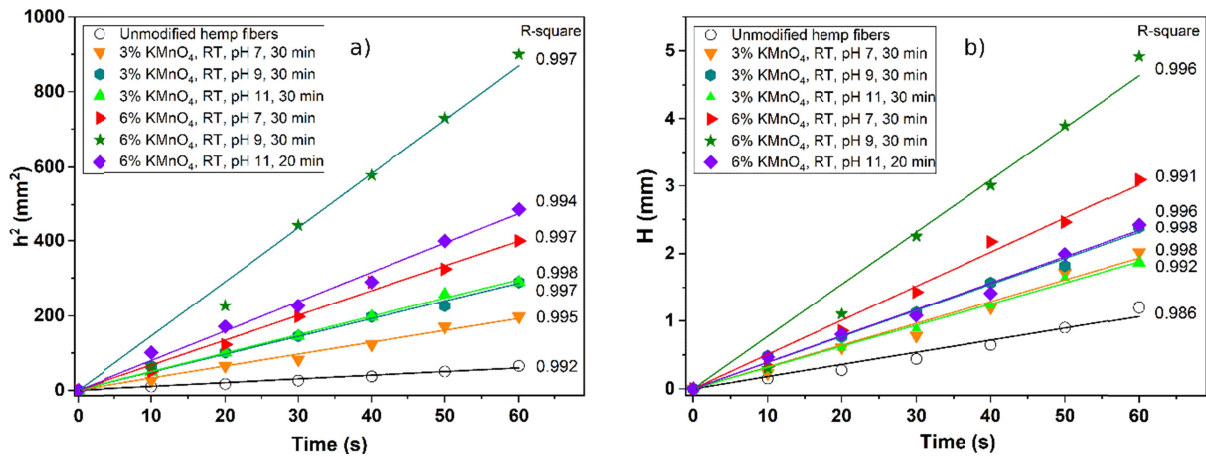 a)
R-square
Unmodified hemp fibers
3% KMnO₄, RT, pH 7, 30 min
3% KMnO₄, RT, pH 9, 30 min
3% KMnO₄, RT, pH 11, 30 min
6% KMnO₄, RT, pH 7, 30 min
6% KMnO₄, RT, pH 9, 30 min
6% KMnO₄, RT, pH 11, 20 min
0.997
0.994
0.997
0.998
0.997
0.995
0.992
h² (mm²)
1000
800
600
400
200
0
0 10 20 30 40 50 60
Time (s)
b)
R-square
Unmodified hemp fibers
3% KMnO₄, RT, pH 7, 30 min
3% KMnO₄, RT, pH 9, 30 min
3% KMnO₄, RT, pH 11, 30 min
6% KMnO₄, RT, pH 7, 30 min
6% KMnO₄, RT, pH 9, 30 min
6% KMnO₄, RT, pH 11, 20 min
0.996
0.991
0.996
0.998
0.998
0.992
0.986
H (mm)
5
4
3
2
1
0
0 10 20 30 40 50 60
Time (s)